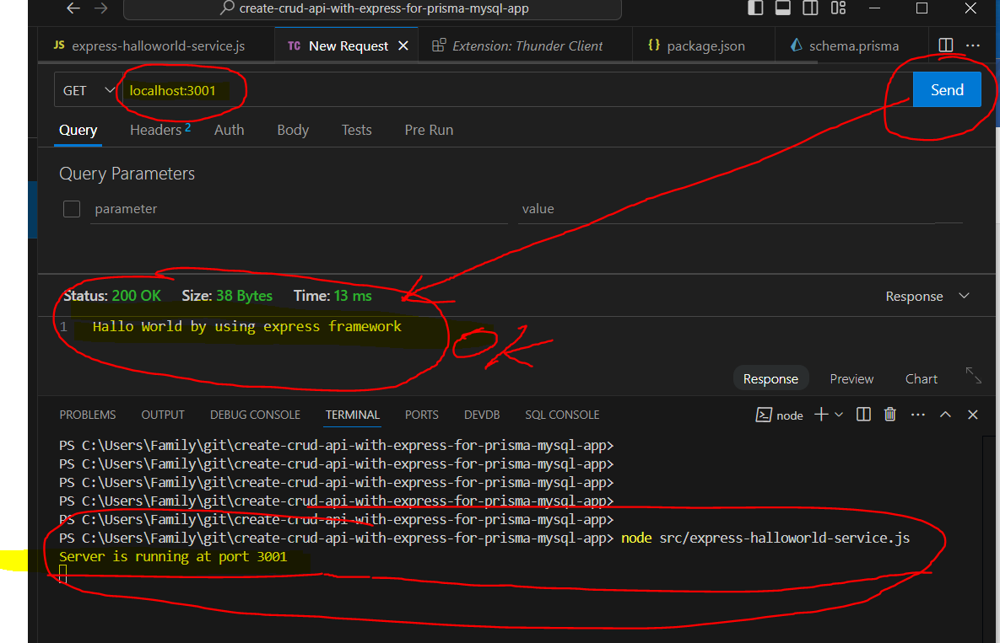 create-crud-api-with-express-for-prisma-mysql-app
JS express-halloworld-service.js TC New Request Extension: Thunder Client {} package.json schema.prisma ...
GET localhost:3001 Send
Query Headers 2 Auth Body Tests Pre Run
Query Parameters
parameter value
Status: 200 OK Size: 38 Bytes Time: 13 ms Response
1 Hallo World by using express framework
Response Preview Chart
PROBLEMS OUTPUT DEBUG CONSOLE TERMINAL PORTS DEVDB SQL CONSOLE node ...
PS C:\Users\Family\git\create-crud-api-with-express-for-prisma-mysql-app>
PS C:\Users\Family\git\create-crud-api-with-express-for-prisma-mysql-app>
PS C:\Users\Family\git\create-crud-api-with-express-for-prisma-mysql-app>
PS C:\Users\Family\git\create-crud-api-with-express-for-prisma-mysql-app>
PS C:\Users\Family\git\create-crud-api-with-express-for-prisma-mysql-app>
PS C:\Users\Family\git\create-crud-api-with-express-for-prisma-mysql-app> node src/express-halloworld-service.js
Server is running at port 3001